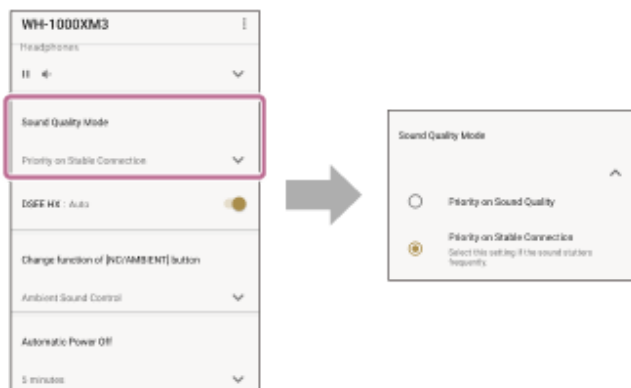 WH-1000XM3
Headphones
Sound Quality Mode
Priority on Stable Connection
DSEE HX : Auto
Change function of [NC/AMBIENT] button
Ambient Sound Control
Automatic Power Off
5 minutes
Sound Quality Mode
Priority on Sound Quality
Priority on Stable Connection
Select this setting if the sound stutters
frequently.